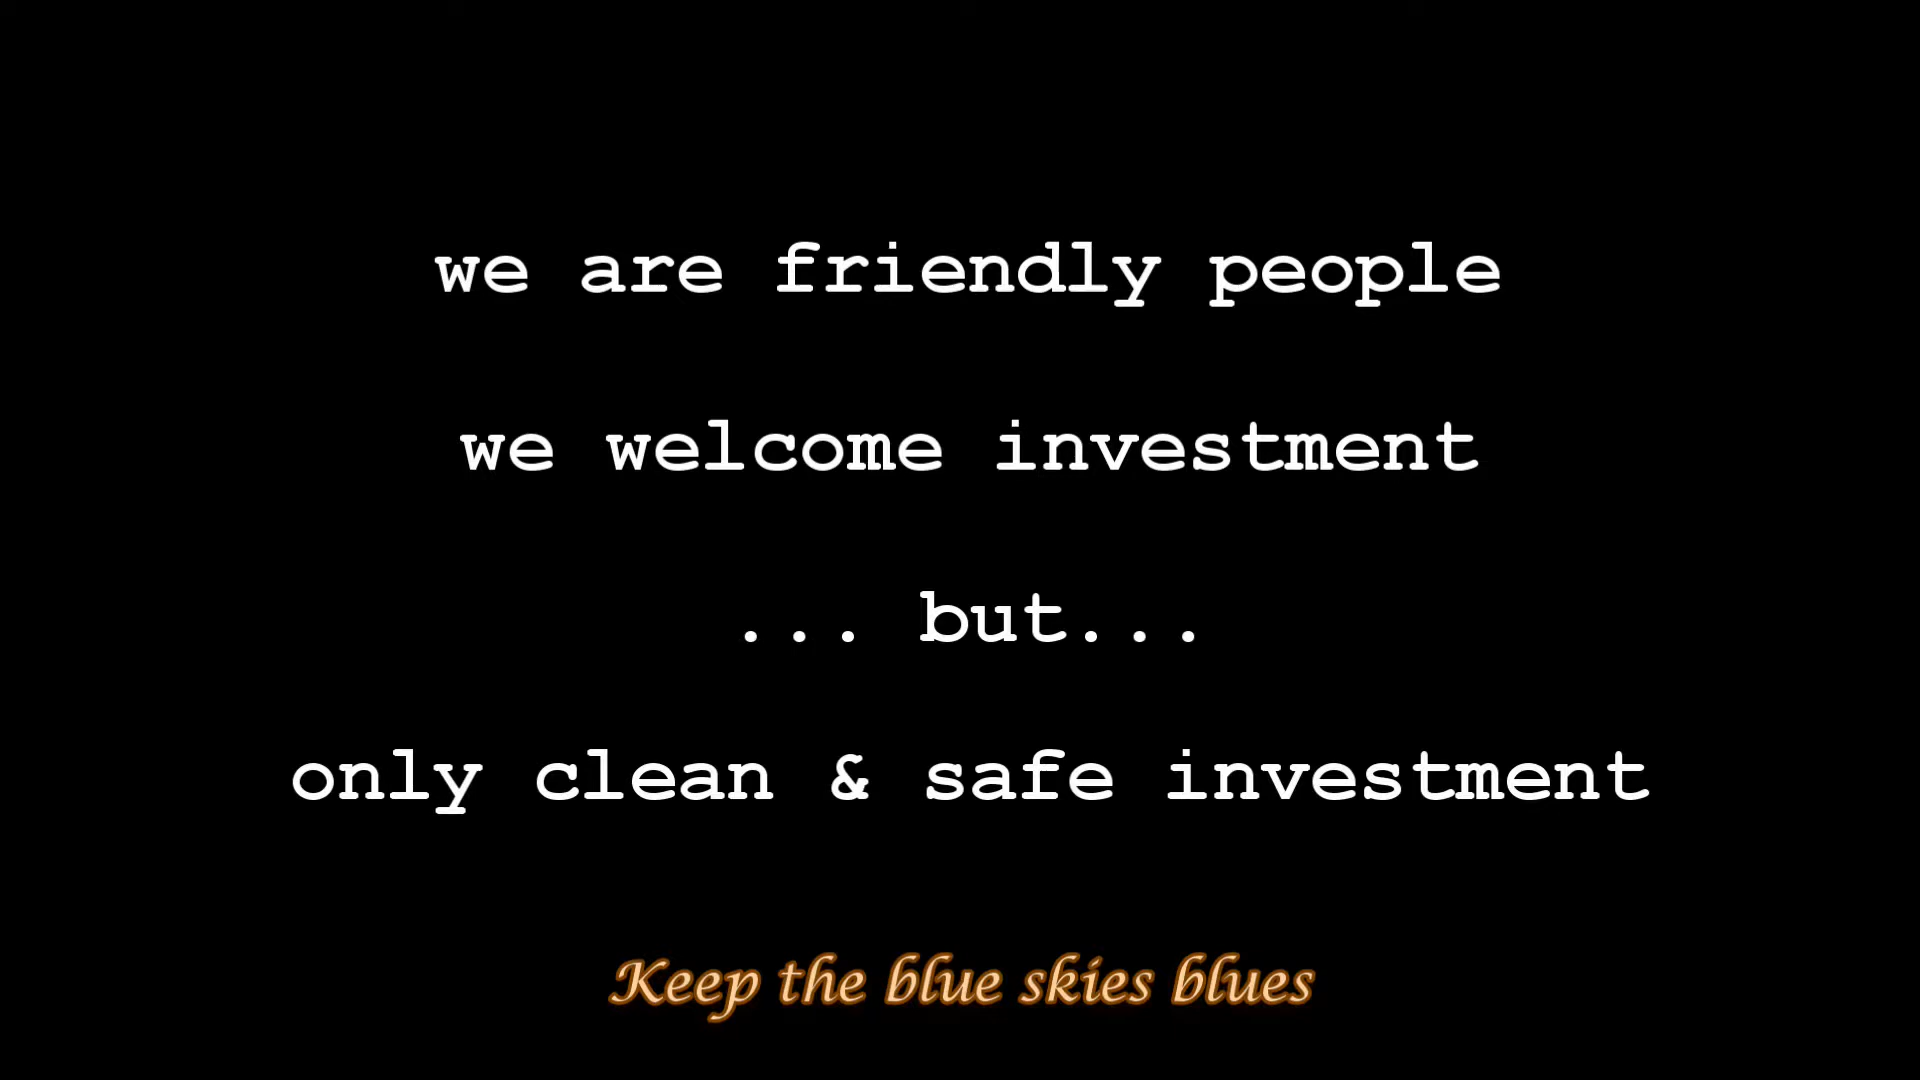 we are friendly people
we welcome investment
... but...
only clean & safe investment
Keep the blue skies blues